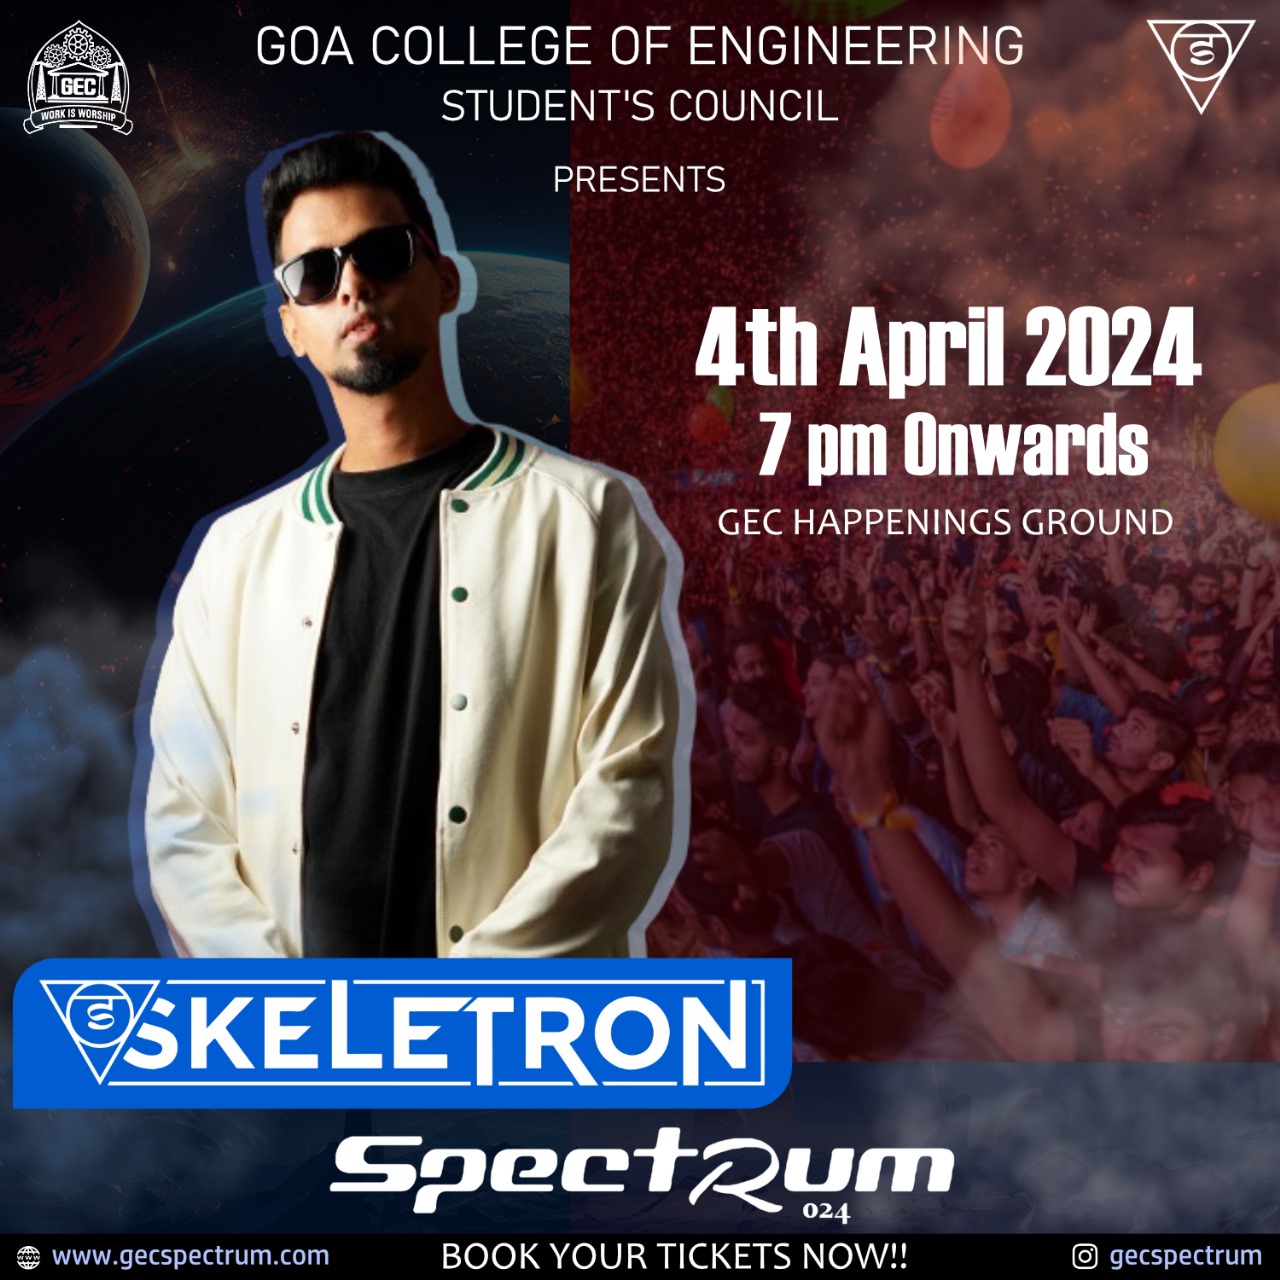 GOA COLLEGE OF ENGINEERING
STUDENT'S COUNCIL
PRESENTS
GEC
WORK IS WORSHIP
4th April 2024
7 pm Onwards
GEC HAPPENINGS GROUND
SKELETRON
SpectRum
024
www.gecspectrum.com
BOOK YOUR TICKETS NOW!!
gecspectrum